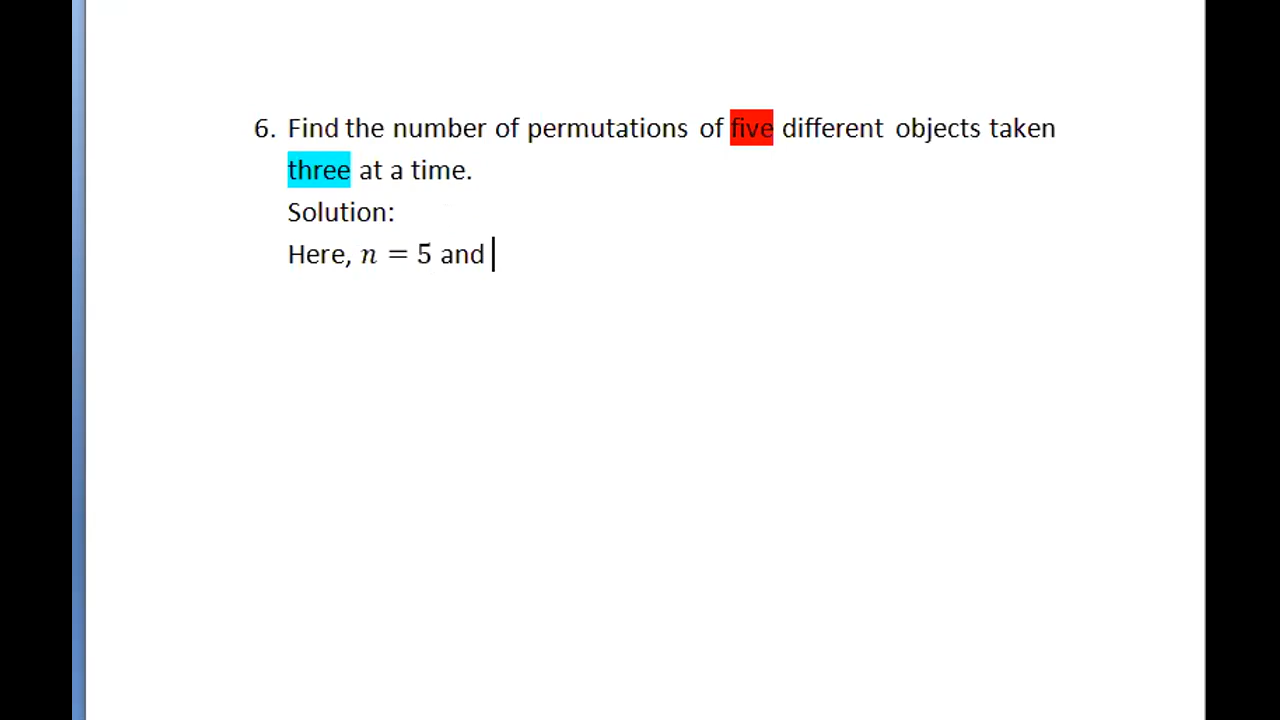 6. Find the number of permutations of five different objects taken
three at a time.
Solution:
Here, n = 5 and